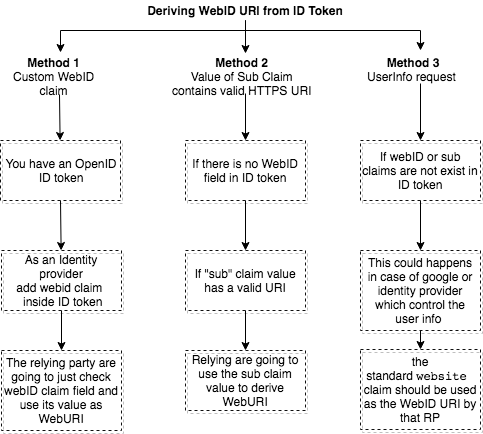 Deriving WebID URI from ID Token
Method 1
Custom WebID
claim
Method 2
Value of Sub Claim
contains valid HTTPS URI
Method 3
UserInfo request
You have an OpenID
ID token
If there is no WebID
field in ID token
If webID or sub
claims are not exist in
ID token
As an Identity
provider
add webid claim
inside ID token
If "sub" claim value
has a valid URI
This could happens
in case of google or
identity provider
which control the
user info
The relying party are
going to just check
webID claim field and
use its value as
WebURI
Relying are going to
use the sub claim
value to derive
WebURI
the
standard website
claim should be used
as the WebID URI by
that RP